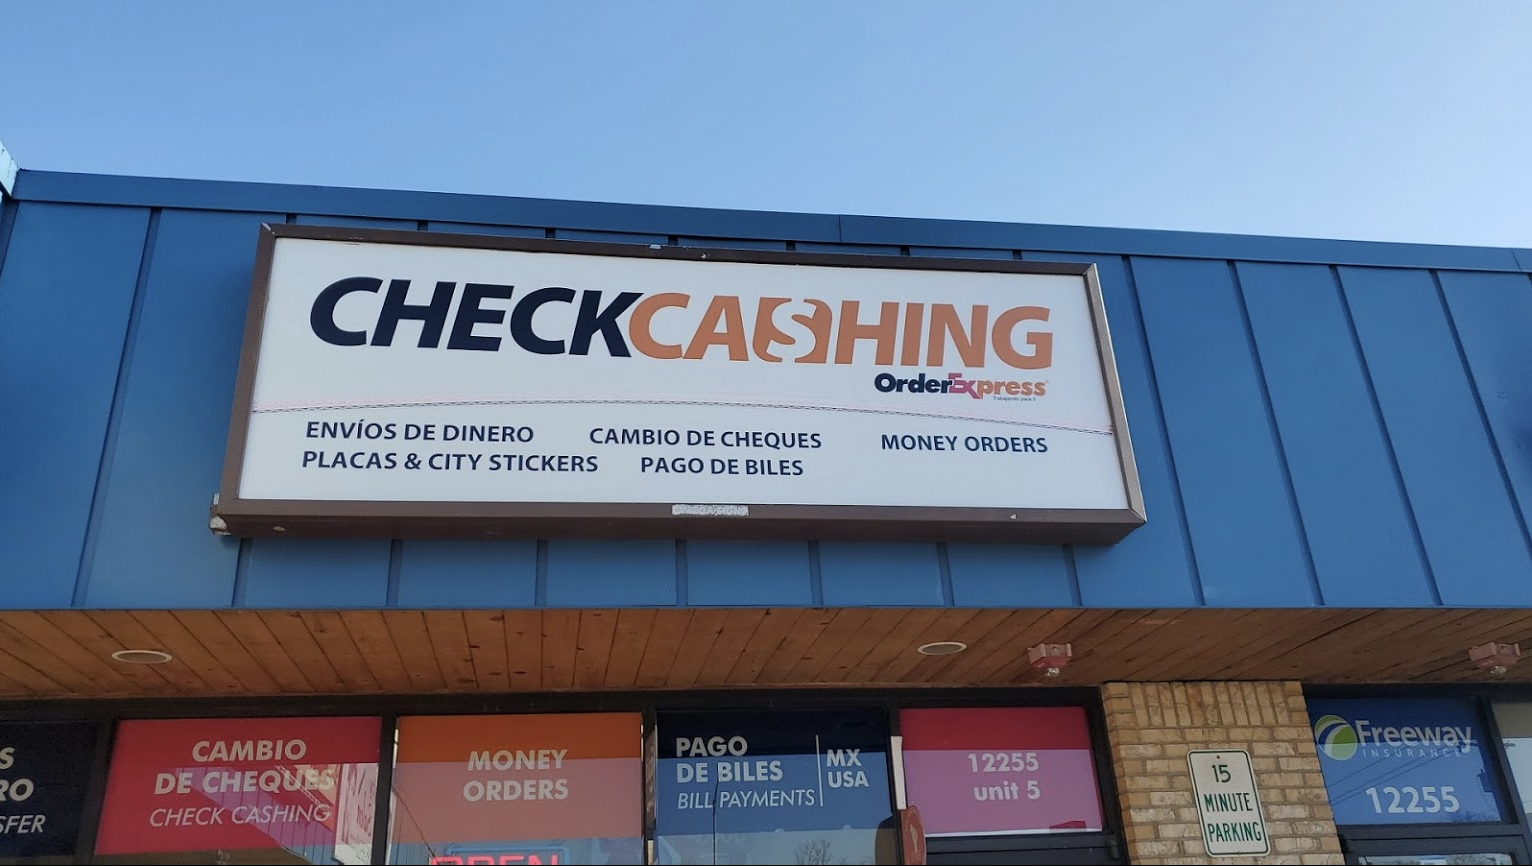 CHECKCASHING
OrderExpress
ENVÍOS DE DINERO CAMBIO DE CHEQUES MONEY ORDERS
PLACAS & CITY STICKERS PAGO DE BILES
CAMBIO
DE CHEQUES
CHECK CASHING
MONEY
ORDERS
PAGO
DE BILES
BILL PAYMENTS
MX
USA
12255
unit 5
15
MINUTE
PARKING
Freeway
INSURANCE
12255
OPEN